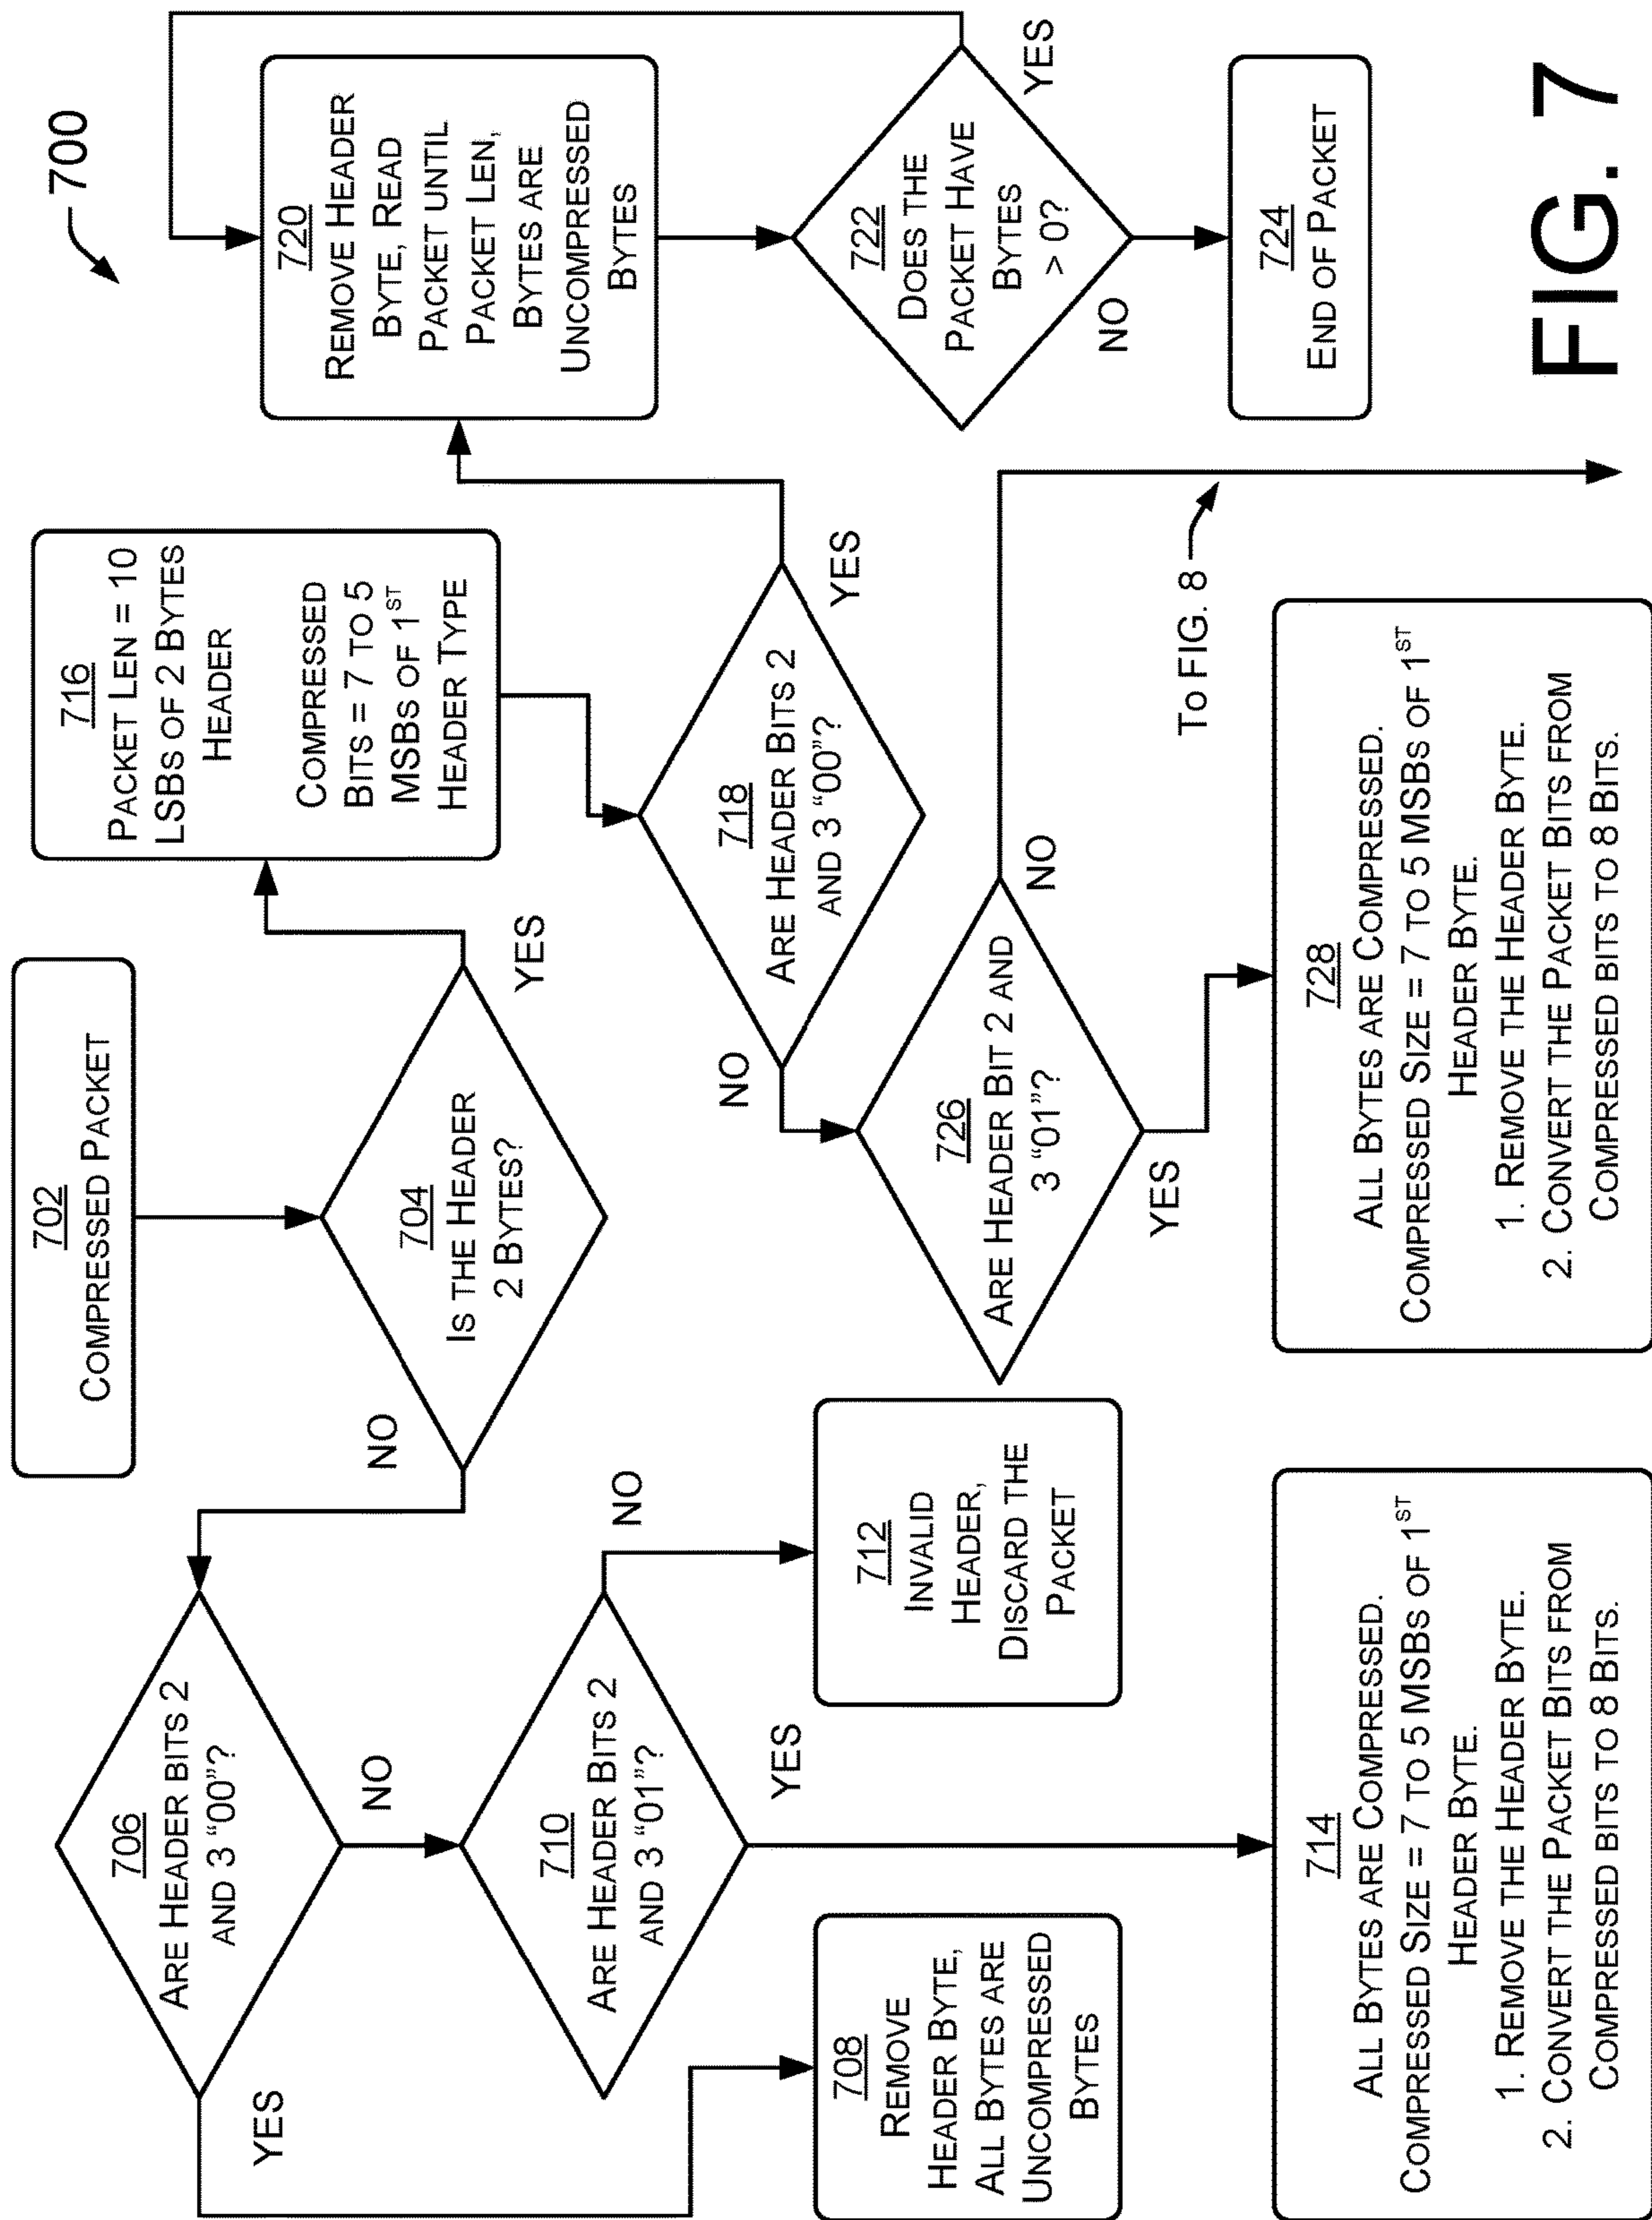 700
702
COMPRESSED PACKET
704
IS THE HEADER
2 BYTES?
NO
YES
706
ARE HEADER BITS 2
AND 3 “00”?
YES
NO
708
REMOVE
HEADER BYTE,
ALL BYTES ARE
UNCOMPRESSED
BYTES
710
ARE HEADER BITS 2
AND 3 “01”?
NO
YES
712
INVALID
HEADER,
DISCARD THE
PACKET
714
ALL BYTES ARE COMPRESSED.
COMPRESSED SIZE = 7 TO 5 MSBS OF 1ST
HEADER BYTE.
1. REMOVE THE HEADER BYTE.
2. CONVERT THE PACKET BITS FROM
COMPRESSED BITS TO 8 BITS.
716
PACKET LEN = 10
LSBS OF 2 BYTES
HEADER
COMPRESSED
BITS = 7 TO 5
MSBS OF 1ST
HEADER TYPE
718
ARE HEADER BITS 2
AND 3 “00”?
NO
YES
720
REMOVE HEADER
BYTE, READ
PACKET UNTIL
PACKET LEN,
BYTES ARE
UNCOMPRESSED
BYTES
722
DOES THE
PACKET HAVE
BYTES
> 0?
YES
NO
724
END OF PACKET
726
ARE HEADER BIT 2 AND
3 “01”?
NO
YES
TO FIG. 8
728
ALL BYTES ARE COMPRESSED.
COMPRESSED SIZE = 7 TO 5 MSBS OF 1ST
HEADER BYTE.
1. REMOVE THE HEADER BYTE.
2. CONVERT THE PACKET BITS FROM
COMPRESSED BITS TO 8 BITS.
FIG. 7